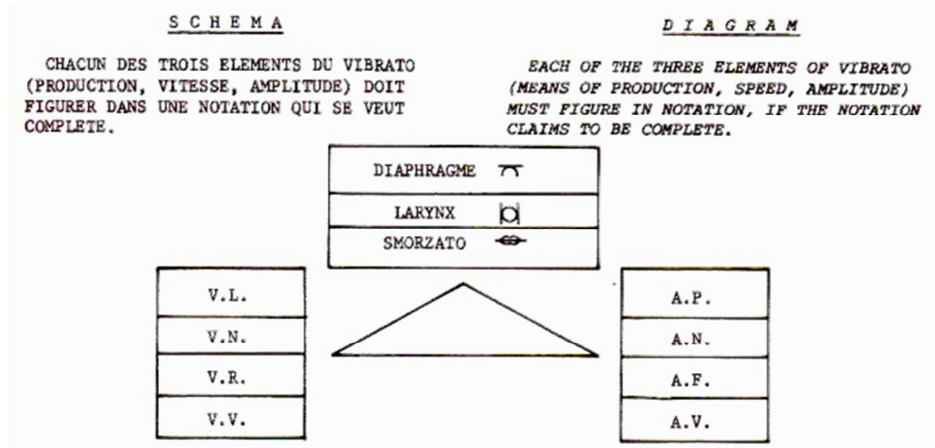 S C H E M A
CHACUN DES TROIS ELEMENTS DU VIBRATO
(PRODUCTION, VITESSE, AMPLITUDE) DOIT
FIGURER DANS UNE NOTATION QUI SE VEUT
COMPLETE.
D I A G R A M
EACH OF THE THREE ELEMENTS OF VIBRATO
(MEANS OF PRODUCTION, SPEED, AMPLITUDE)
MUST FIGURE IN NOTATION, IF THE NOTATION
CLAIMS TO BE COMPLETE.
DIAPHRAGME
LARYNX
SMORZATO
V.L.
V.N.
V.R.
V.V.
A.P.
A.N.
A.F.
A.V.